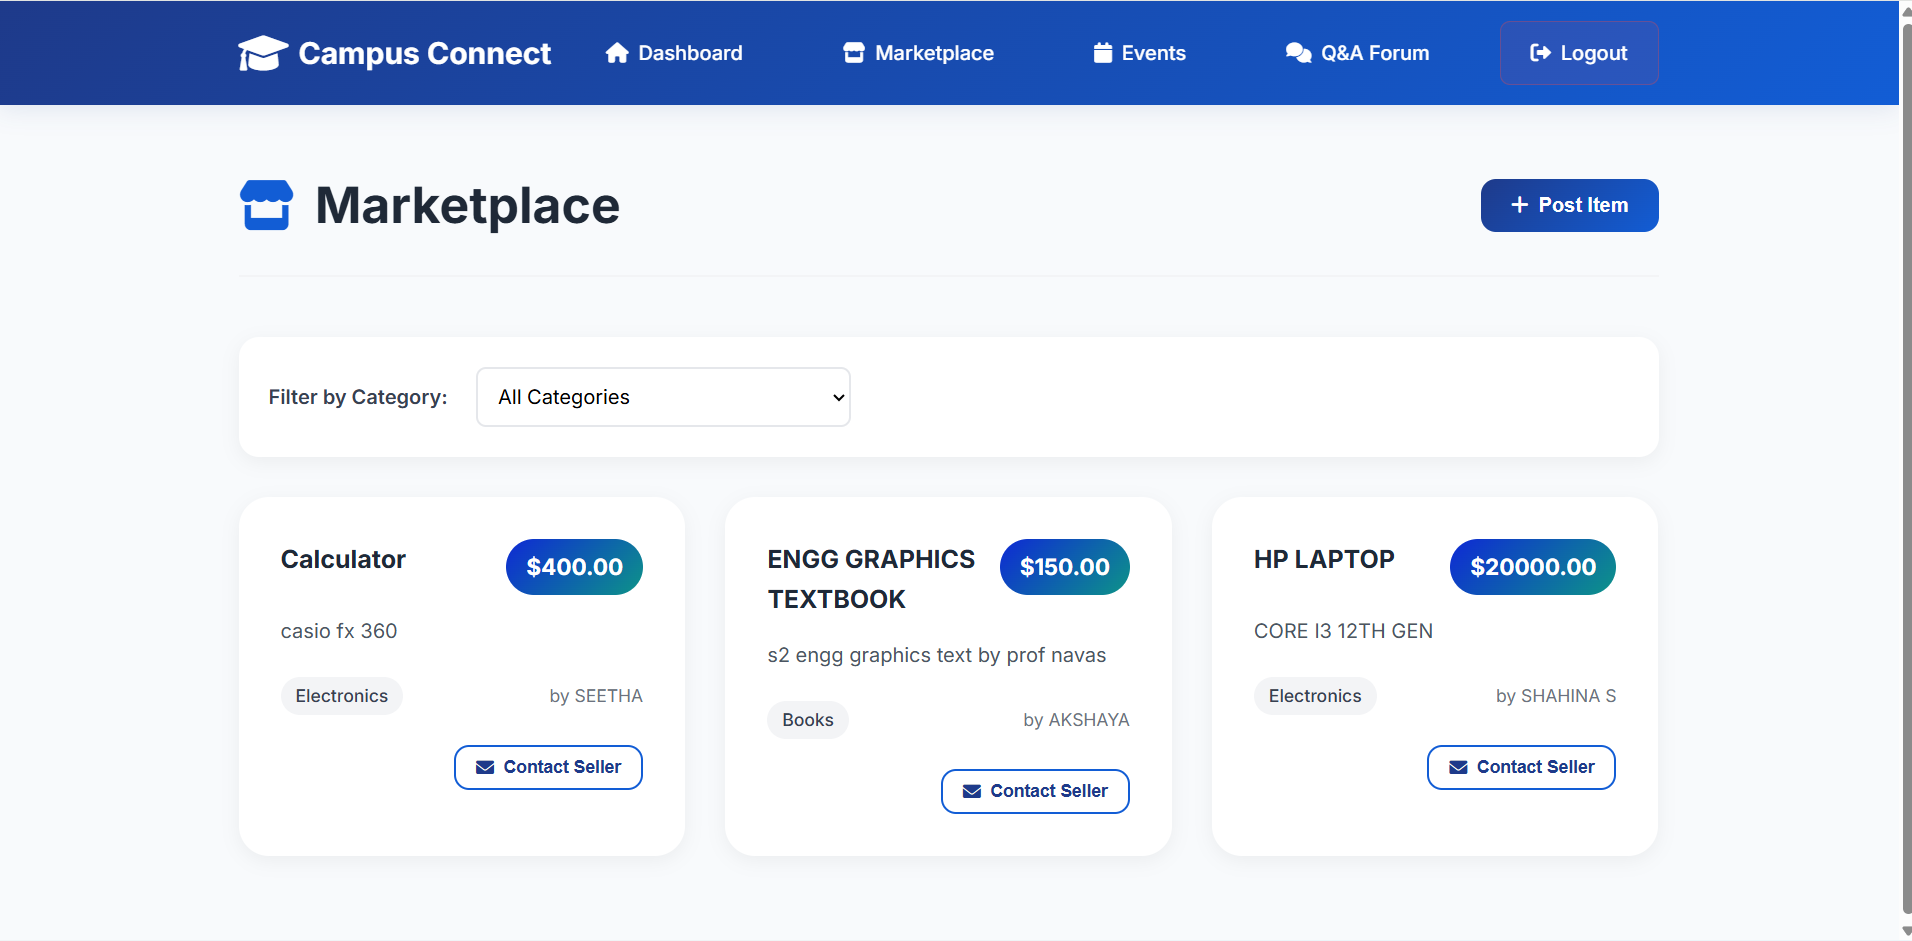 Campus Connect
Dashboard
Marketplace
Events
Q&A Forum
Logout
Marketplace
Post Item
Filter by Category:
All Categories
Calculator
$400.00
casio fx 360
Electronics
by SEETHA
Contact Seller
ENGG GRAPHICS
TEXTBOOK
$150.00
s2 engg graphics text by prof navas
Books
by AKSHAYA
Contact Seller
HP LAPTOP
$20000.00
CORE I3 12TH GEN
Electronics
by SHAHINA S
Contact Seller